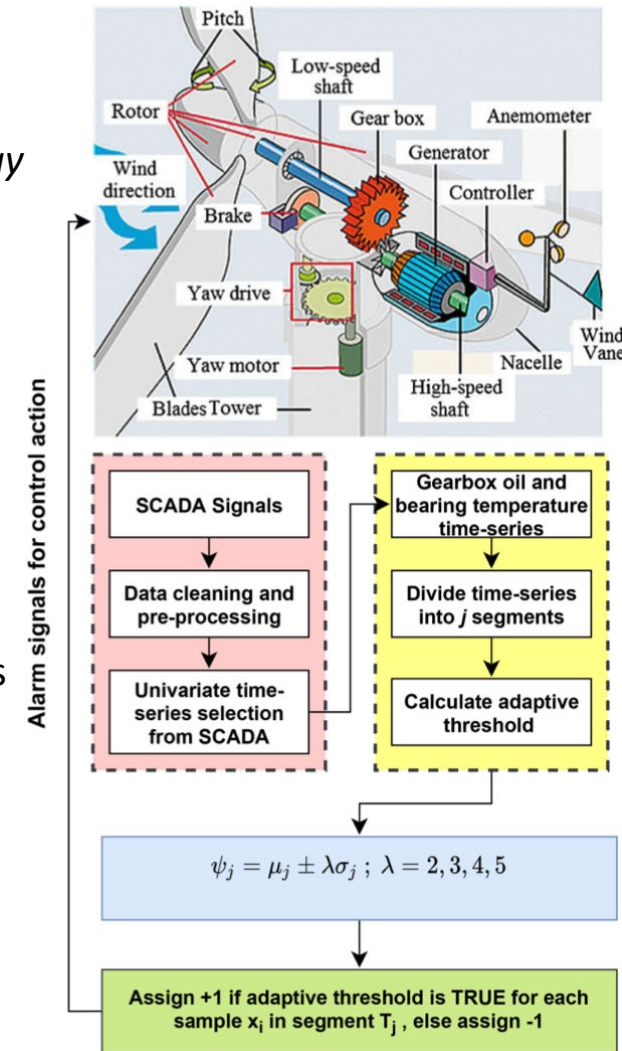 Pitch
Low-speed
shaft
Rotor
Gear box
Anemometer
gy
Generator
Wind
direction
Controller
Brake
Yaw drive
Wind
Vane
Yaw motor
Nacelle
High-speed
shaft
Blades Tower
SCADA Signals
Data cleaning and
pre-processing
Univariate time-
series selection
from SCADA
Gearbox oil and
bearing temperature
time-series
Divide time-series
into j segments
Calculate adaptive
threshold
s
Alarm signals for control action
ψⱼ = μⱼ ± λσⱼ ; λ = 2, 3, 4, 5
Assign +1 if adaptive threshold is TRUE for each
sample xᵢ in segment Tⱼ , else assign -1